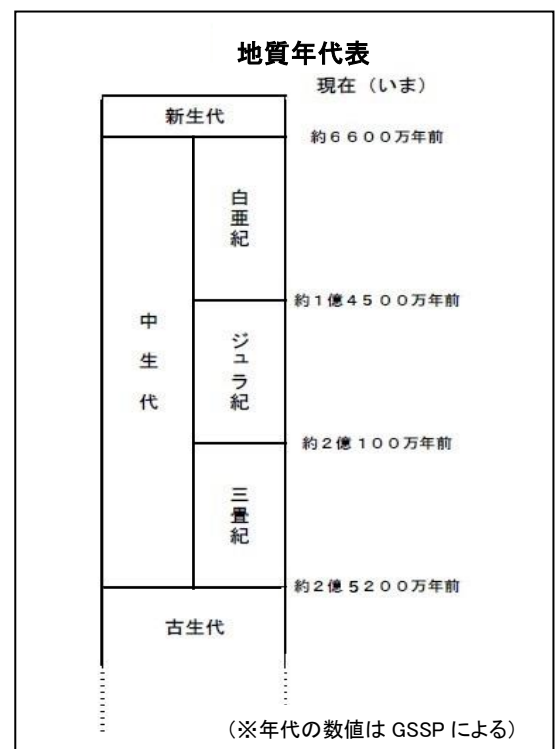 地質年代表
現在（いま）
新生代
約６６００万年前
白亜紀
約１億４５００万年前
中生代
ジュラ紀
約２億１００万年前
三畳紀
約２億５２００万年前
古生代
（※年代の数値は GSSP による）